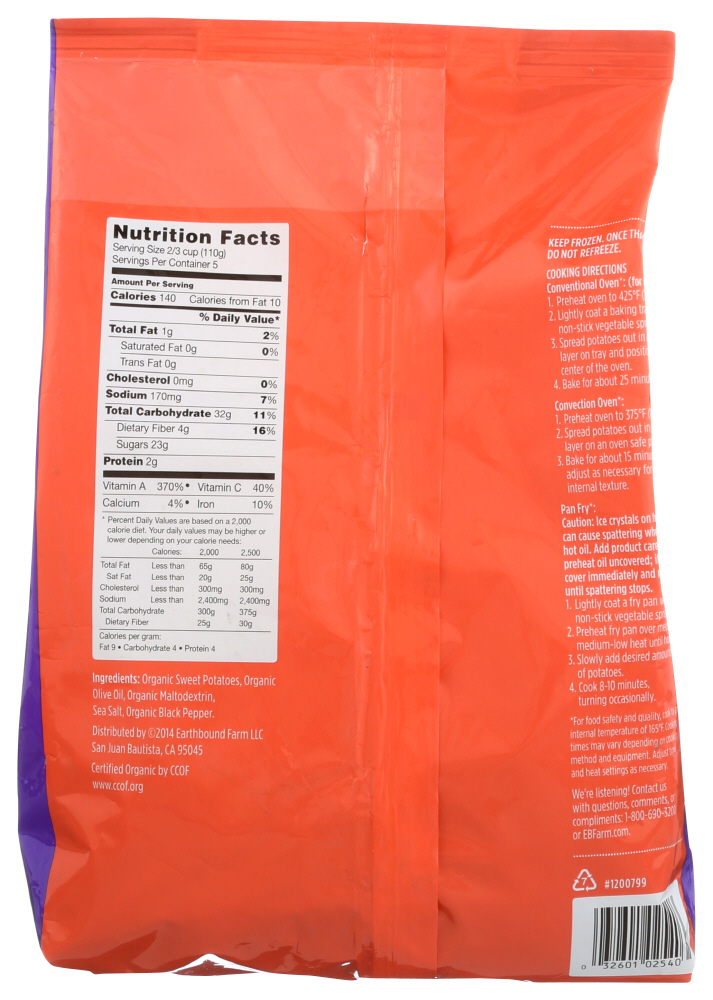 Nutrition Facts
Serving Size 2/3 cup (110g)
Servings Per Container 5
Amount Per Serving
Calories 140 Calories from Fat 10
% Daily Value*
Total Fat 1g 2%
Saturated Fat 0g 0%
Trans Fat 0g
Cholesterol 0mg 0%
Sodium 170mg 7%
Total Carbohydrate 32g 11%
Dietary Fiber 4g 16%
Sugars 23g
Protein 2g
Vitamin A 370% • Vitamin C 40%
Calcium 4% • Iron 10%
* Percent Daily Values are based on a 2,000
calorie diet. Your daily values may be higher or
lower depending on your calorie needs:
Calories: 2,000 2,500
Total Fat Less than 65g 80g
Sat Fat Less than 20g 25g
Cholesterol Less than 300mg 300mg
Sodium Less than 2,400mg 2,400mg
Total Carbohydrate 300g 375g
Dietary Fiber 25g 30g
Calories per gram:
Fat 9 • Carbohydrate 4 • Protein 4
Ingredients: Organic Sweet Potatoes, Organic
Olive Oil, Organic Maltodextrin,
Sea Salt, Organic Black Pepper.
Distributed by ©2014 Earthbound Farm LLC
San Juan Bautista, CA 95045
Certified Organic by CCOF
www.ccof.org
KEEP FROZEN. ONCE
DO NOT REFREEZE.
COOKING DIRECTIONS
Conventional Oven*: (for
1. Preheat oven to 425°F
2. Lightly coat a baking
non-stick vegetable
3. Spread potatoes out in
layer on tray and
center of the oven.
4. Bake for about 25
Convection Oven*:
1. Preheat oven to 375°F
2. Spread potatoes out in
layer on an oven safe
3. Bake for about 15
adjust as necessary for
internal texture.
Pan Fry*:
Caution: Ice crystals on
can cause spattering
hot oil. Add product
preheat oil uncovered;
cover immediately and
until spattering stops.
1. Lightly coat a fry pan
non-stick vegetable
2. Preheat fry pan over
medium-low heat until
3. Slowly add desired
of potatoes.
4. Cook 8-10 minutes,
turning occasionally.
*For food safety and quality,
internal temperature of 165°F.
times may vary depending on
method and equipment. Adjust
and heat settings as necessary.
We're listening! Contact us
with questions, comments,
compliments: 1-800-690-3200
or EBFarm.com.
7 #1200799
0 32601 02540